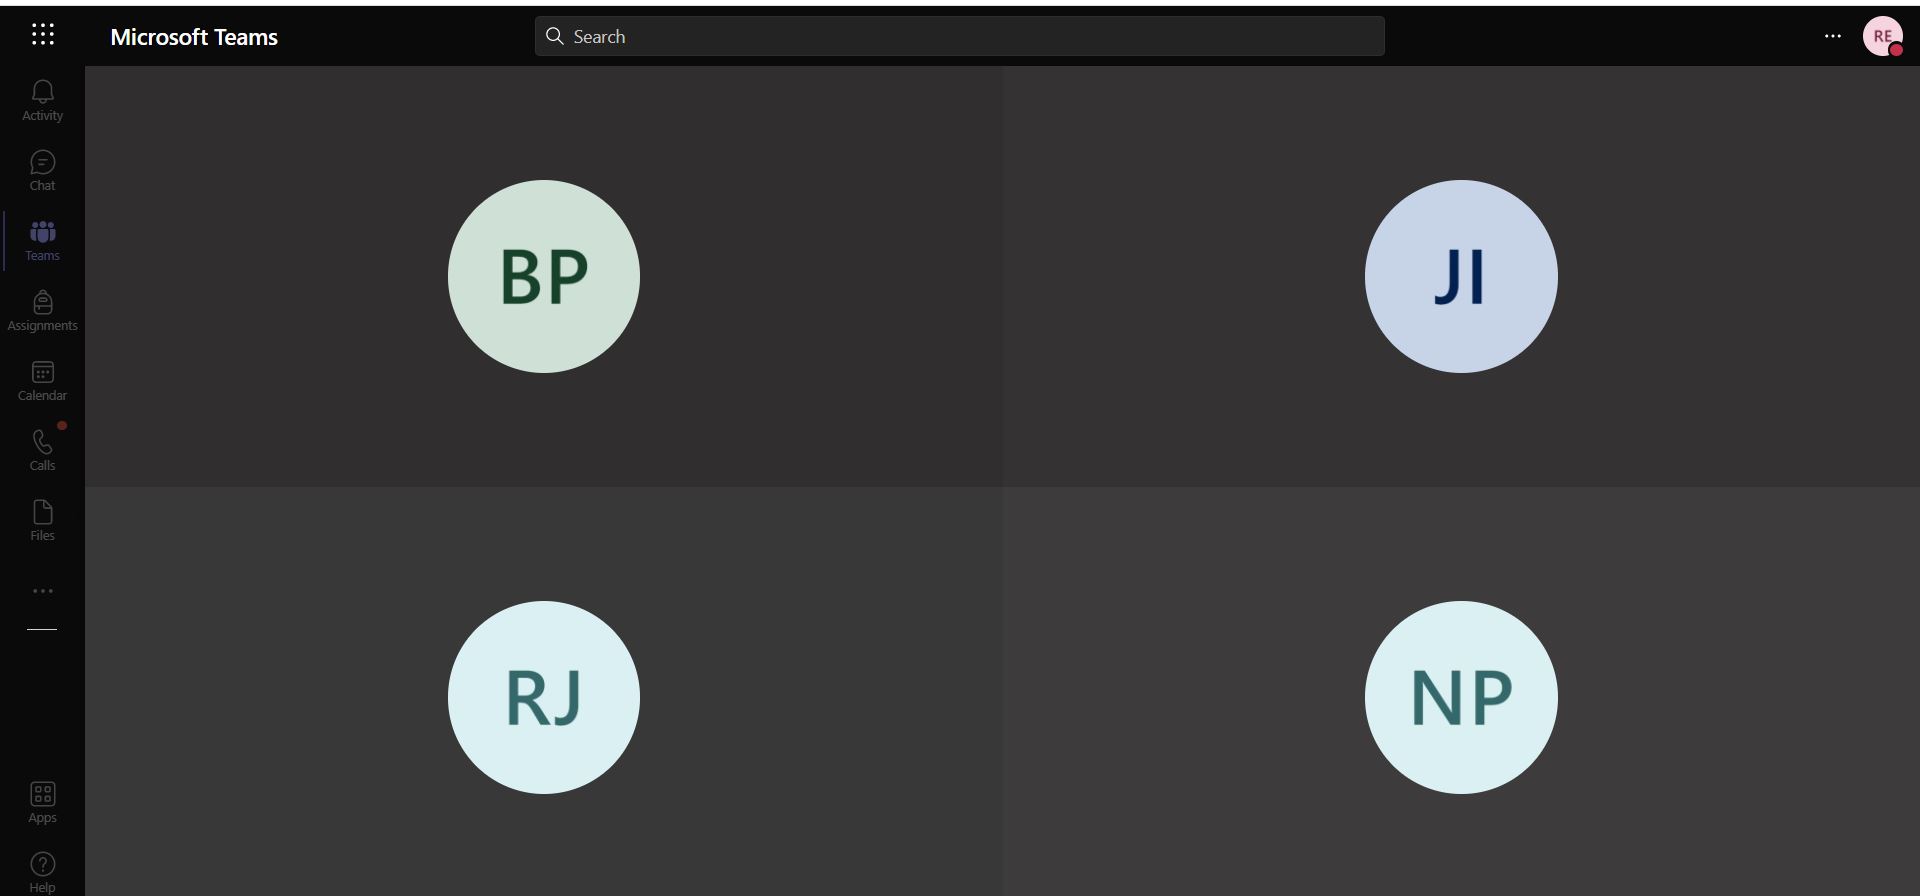 Microsoft Teams
Search
RE
Activity
Chat
Teams
Assignments
Calendar
Calls
Files
Apps
Help
BP
JI
RJ
NP